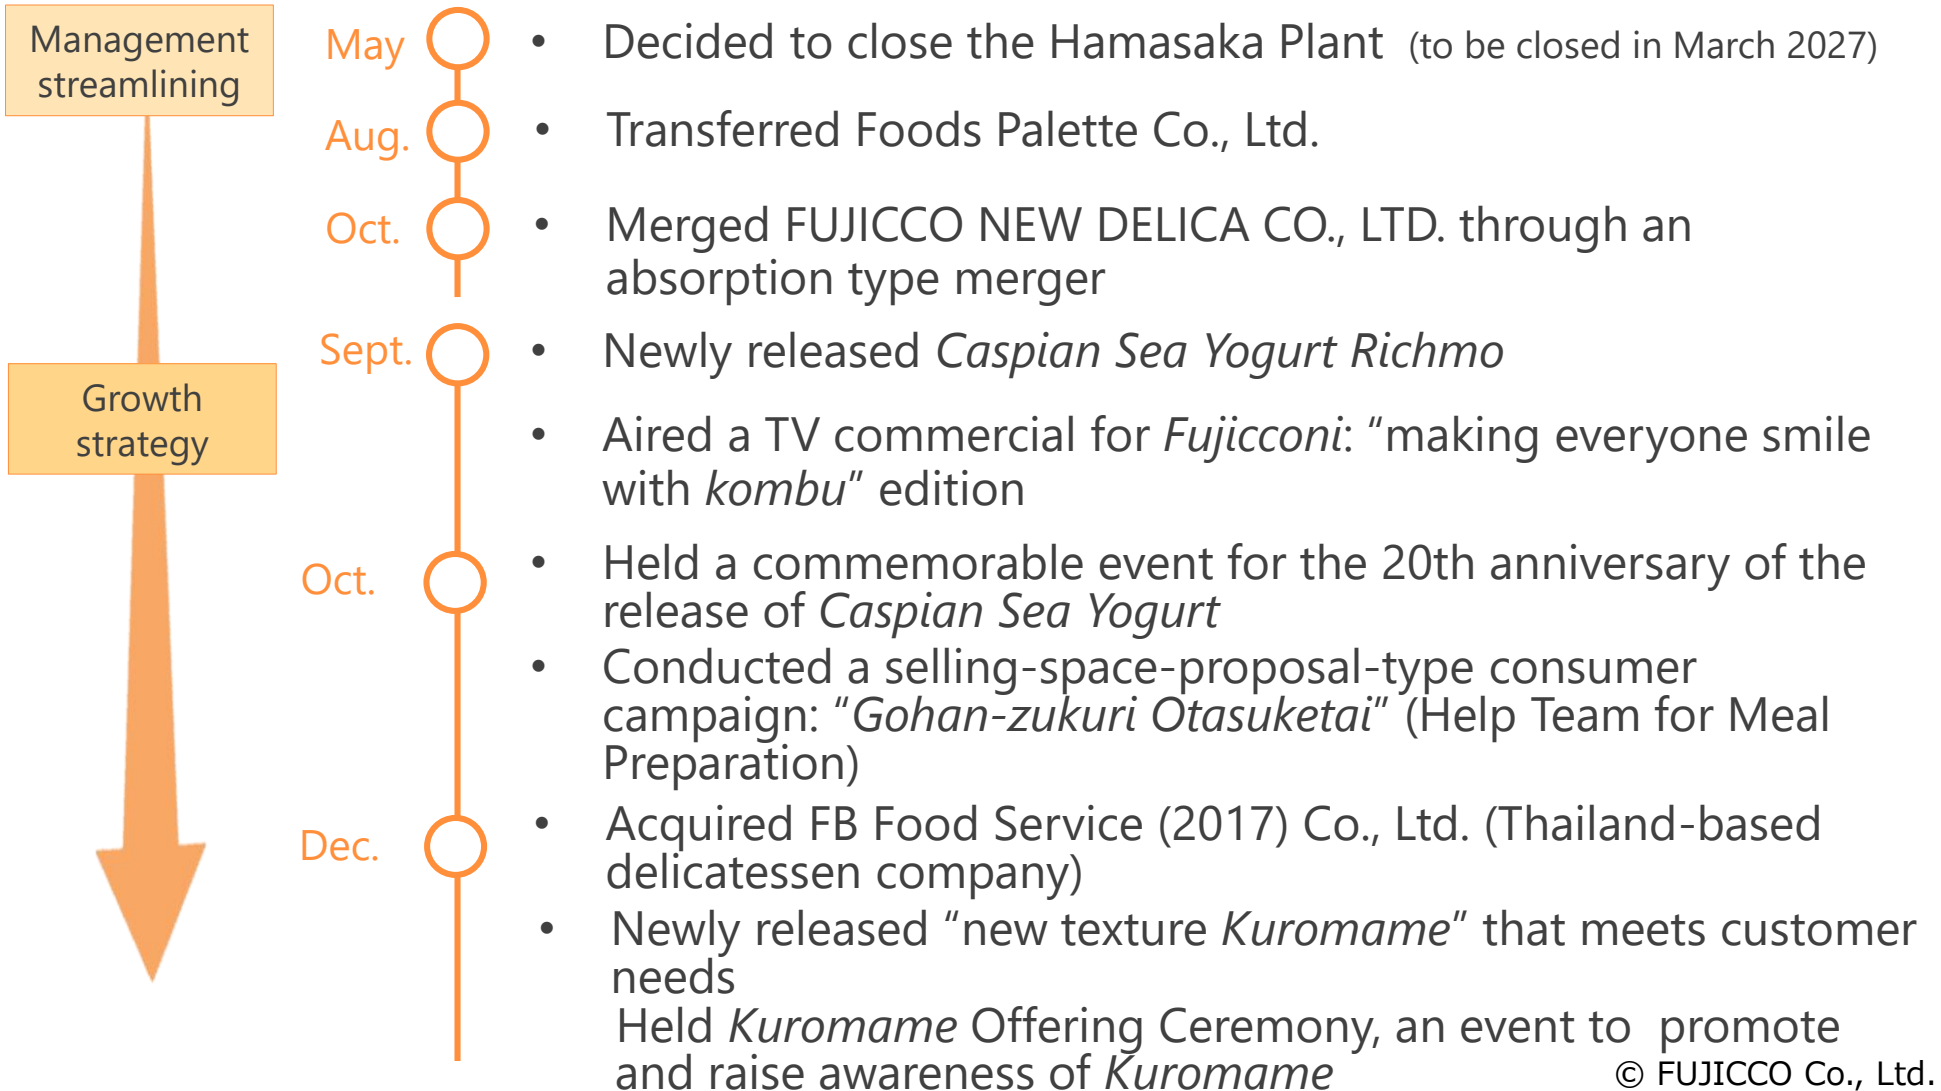 Management
streamlining
May
• Decided to close the Hamasaka Plant (to be closed in March 2027)
Aug.
• Transferred Foods Palette Co., Ltd.
Oct.
• Merged FUJICCO NEW DELICA CO., LTD. through an
absorption type merger
Growth
strategy
Sept.
• Newly released Caspian Sea Yogurt Richmo
• Aired a TV commercial for Fujicconi: “making everyone smile
with kombu” edition
Oct.
• Held a commemorable event for the 20th anniversary of the
release of Caspian Sea Yogurt
• Conducted a selling-space-proposal-type consumer
campaign: “Gohan-zukuri Otasuketai” (Help Team for Meal
Preparation)
Dec.
• Acquired FB Food Service (2017) Co., Ltd. (Thailand-based
delicatessen company)
• Newly released “new texture Kuromame” that meets customer
needs
Held Kuromame Offering Ceremony, an event to promote
and raise awareness of Kuromame
© FUJICCO Co., Ltd.